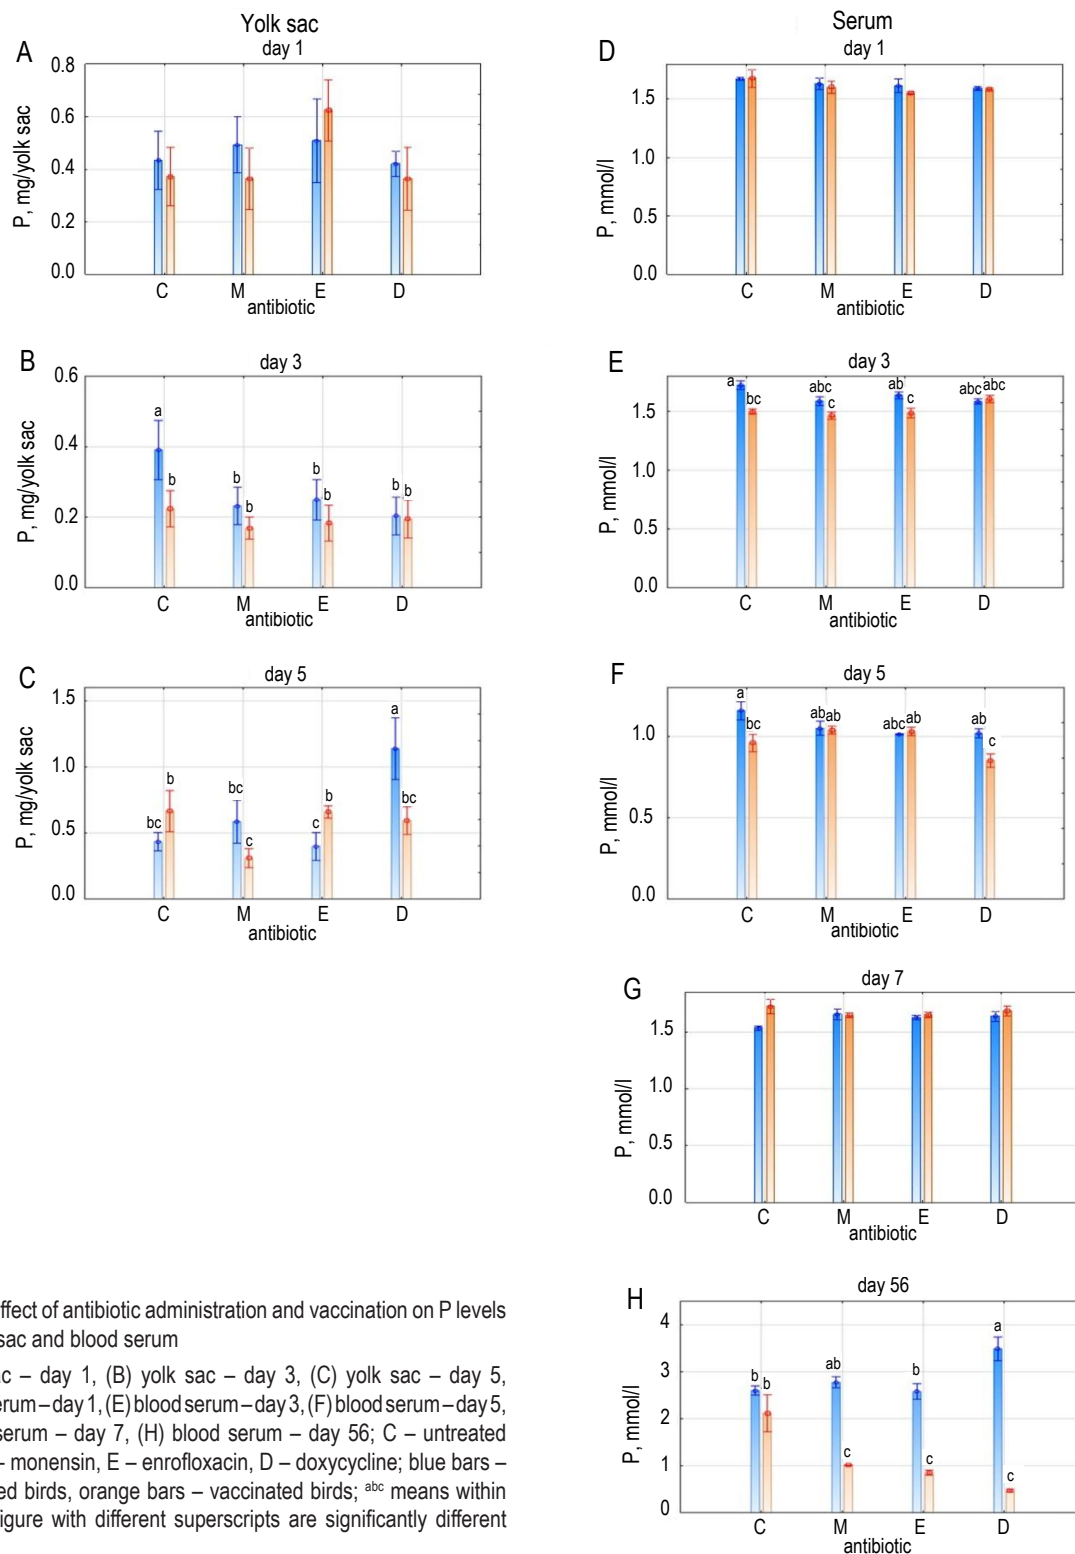 Yolk sac
A
day 1
P, mg/yolk sac
0.8
0.6
0.4
0.2
0.0
C M E D
antibiotic
B
day 3
P, mg/yolk sac
0.6
0.4
0.2
0.0
a b b b b b b b
C M E D
antibiotic
C
day 5
P, mg/yolk sac
1.5
1.0
0.5
0.0
bc b bc c c b a bc
C M E D
antibiotic
Serum
D
day 1
P, mmol/l
1.5
1.0
0.5
0.0
C M E D
antibiotic
E
day 3
P, mmol/l
1.5
1.0
0.5
0.0
a bc abc c ab c abc abc
C M E D
antibiotic
F
day 5
P, mmol/l
1.0
0.5
0.0
a bc ab ab abc ab ab c
C M E D
antibiotic
G
day 7
P, mmol/l
1.5
1.0
0.5
0.0
C M E D
antibiotic
H
day 56
P, mmol/l
4
3
2
1
0
b b ab c b c a c
C M E D
antibiotic
ffect of antibiotic administration and vaccination on P levels
sac and blood serum
ac – day 1, (B) yolk sac – day 3, (C) yolk sac – day 5,
erum – day 1, (E) blood serum – day 3, (F) blood serum – day 5,
serum – day 7, (H) blood serum – day 56; C – untreated
– monensin, E – enrofloxacin, D – doxycycline; blue bars –
ed birds, orange bars – vaccinated birds; abc means within
igure with different superscripts are significantly different